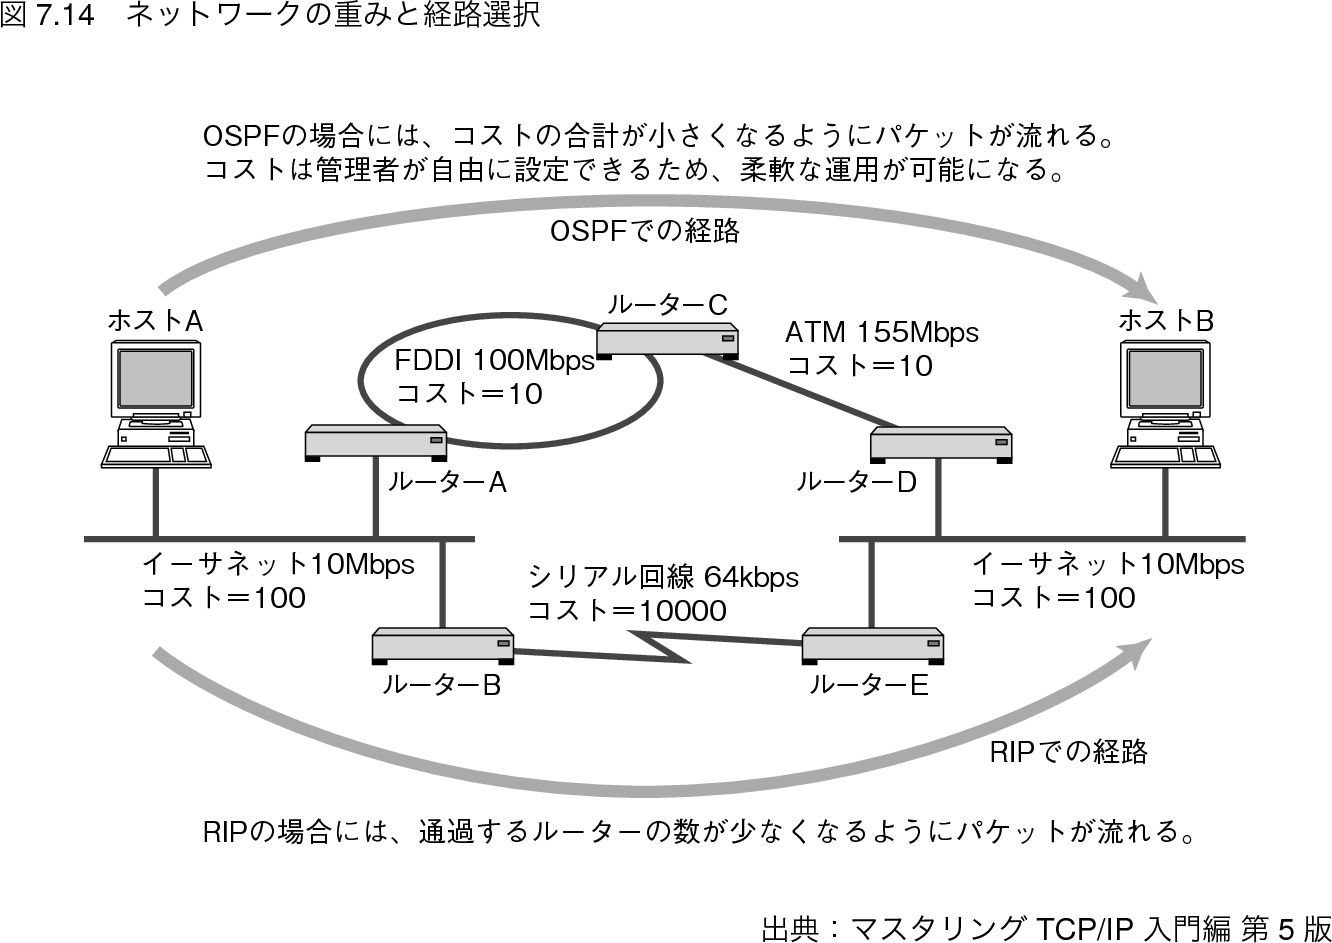 図 7.14 ネットワークの重みと経路選択
OSPFの場合には、コストの合計が小さくなるようにパケットが流れる。
コストは管理者が自由に設定できるため、柔軟な運用が可能になる。
OSPFでの経路
ホストA
ルーターC
ホストB
FDDI 100Mbps
コスト＝10
ATM 155Mbps
コスト＝10
ルーターA
ルーターD
イーサネット10Mbps
コスト＝100
シリアル回線 64kbps
コスト＝10000
イーサネット10Mbps
コスト＝100
ルーターB
ルーターE
RIPでの経路
RIPの場合には、通過するルーターの数が少なくなるようにパケットが流れる。
出典：マスタリング TCP/IP 入門編 第 5 版